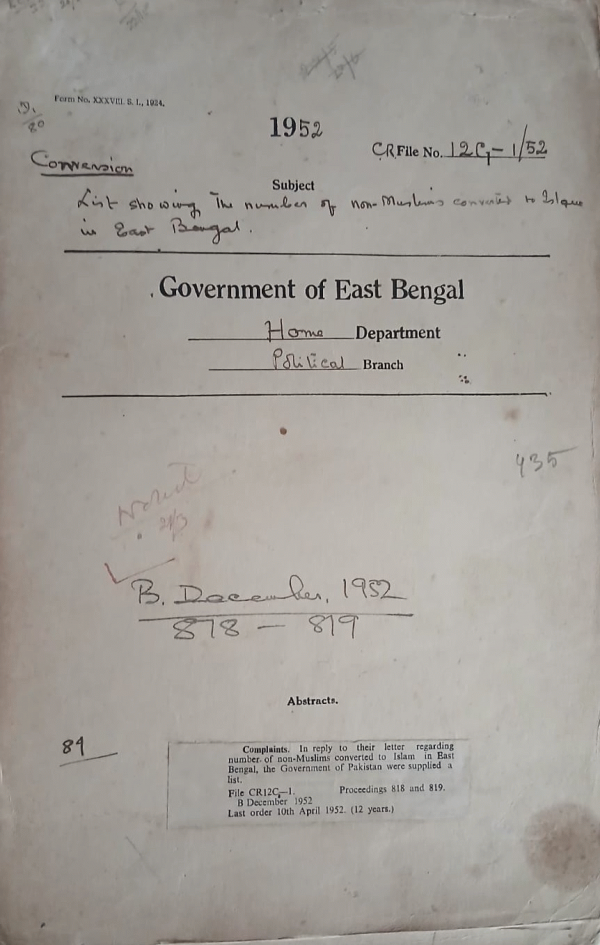 Form No. XXXVIII. B. I., 1924.
1952
CR File No. 12C-1/52
Conversion
Subject
List showing the number of non-Muslims converted to Islam
in East Bengal.
Government of East Bengal
Home Department
Political Branch
435
B. December, 1952
878 — 819
Abstracts.
89
Complaints. In reply to their letter regarding
number of non-Muslims converted to Islam in East
Bengal, the Government of Pakistan were supplied a
list.
File CR12C-1. Proceedings 818 and 819.
B December 1952
Last order 10th April 1952. (12 years.)